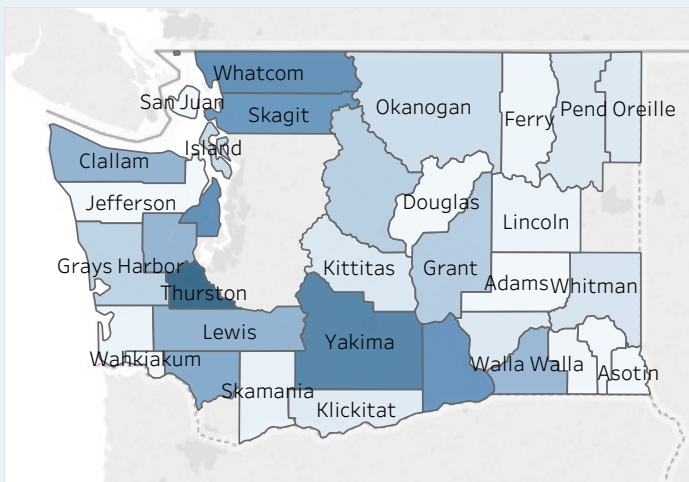 Whatcom
San Juan
Skagit
Okanogan
Ferry
Pend Oreille
Island
Clallam
Jefferson
Douglas
Lincoln
Grays Harbor
Kittitas
Grant
Adams
Whitman
Thurston
Lewis
Yakima
Wahkiakum
Walla Walla
Asotin
Skamania
Klickitat